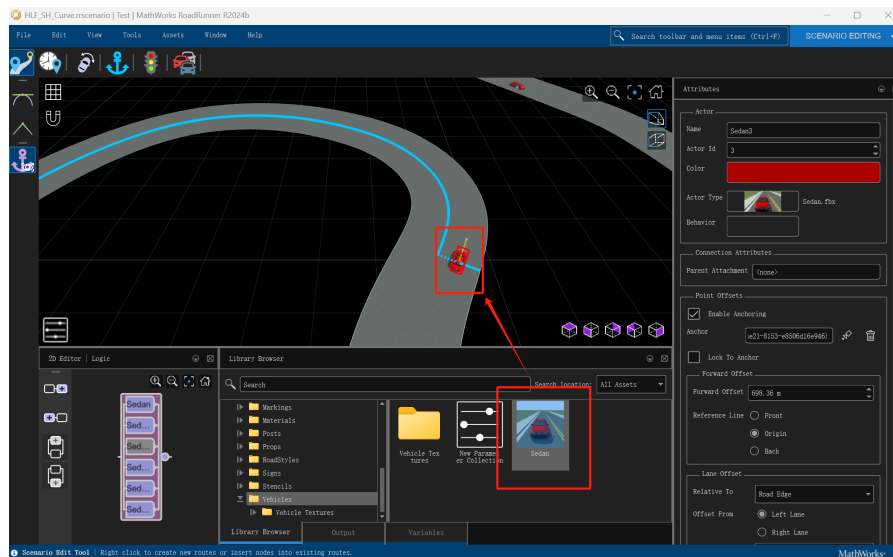 HLF_SH_Curve.rrscenario | Test | MathWorks RoadRunner R2024b
File Edit View Tools Assets Window Help
Search toolbar and menu items (Ctrl+F)
SCENARIO EDITING
Attributes
Actor
Name Sedan3
Actor Id 3
Color
Actor Type Sedan.fbx
Behavior
Connection Attributes
Parent Attachment <none>
Point Offsets
Enable Anchoring
Anchor e21-8153-e8506d16e946)
Lock To Anchor
Forward Offset
Forward Offset 698.36 m
Reference Line Front
Origin
Back
Lane Offset
Relative To Road Edge
Offset From Left Lane
Right Lane
2D Editor | Logic
Sedan
Sed...
Sed...
Sed...
Sed...
Sed...
Library Browser
Search
Search location: All Assets
Markings
Materials
Posts
Props
RoadStyles
Signs
Stencils
Vehicles
Vehicle Textures
Vehicle Tex
tures
New Paramet
er Collection
Sedan
Library Browser Output Variables
Scenario Edit Tool | Right click to create new routes or insert nodes into existing routes.
MathWorks